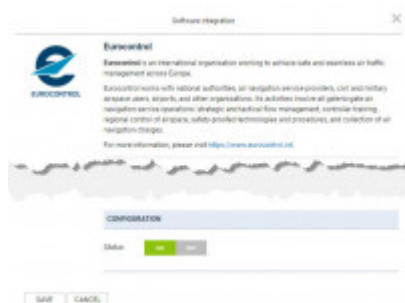 Software integration
Eurocontrol
EUROCONTROL
Eurocontrol is an international organisation working to achieve safe and seamless air traffic
management across Europe.
Eurocontrol works with national authorities, air navigation service providers, civil and military
airspace users, airports, and other organisations. Its activities involve all gate-to-gate air
navigation service operations: strategic and tactical flow management, controller training,
regional control of airspace, safety-proofed technologies and procedures, and collection of air
navigation charges.
For more information, please visit https://www.eurocontrol.int
CONFIGURATION
Status
SAVE CANCEL